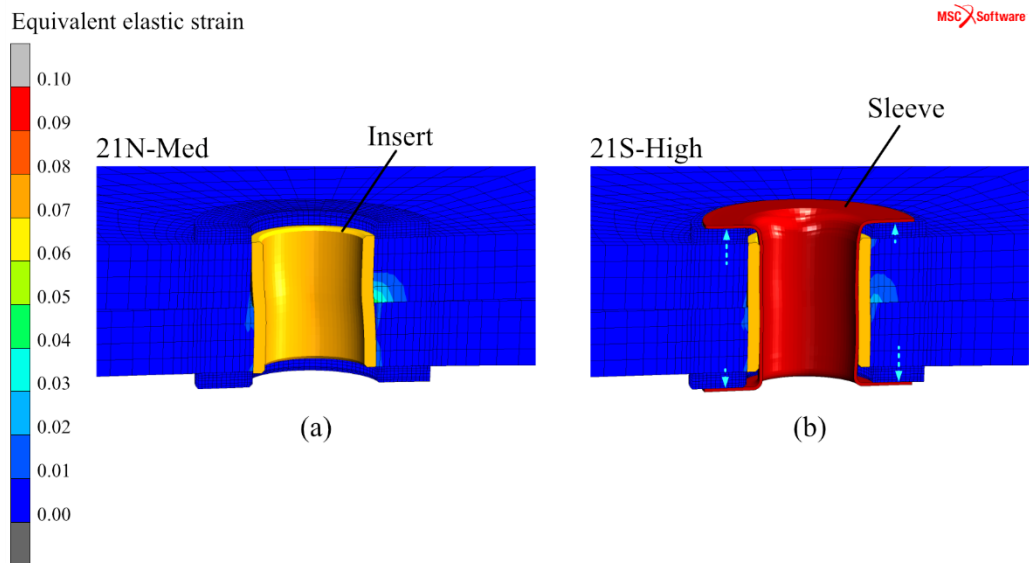 Equivalent elastic strain
MSC Software
0.10
0.09
0.08
0.07
0.06
0.05
0.04
0.03
0.02
0.01
0.00
21N-Med
Insert
(a)
21S-High
Sleeve
(b)